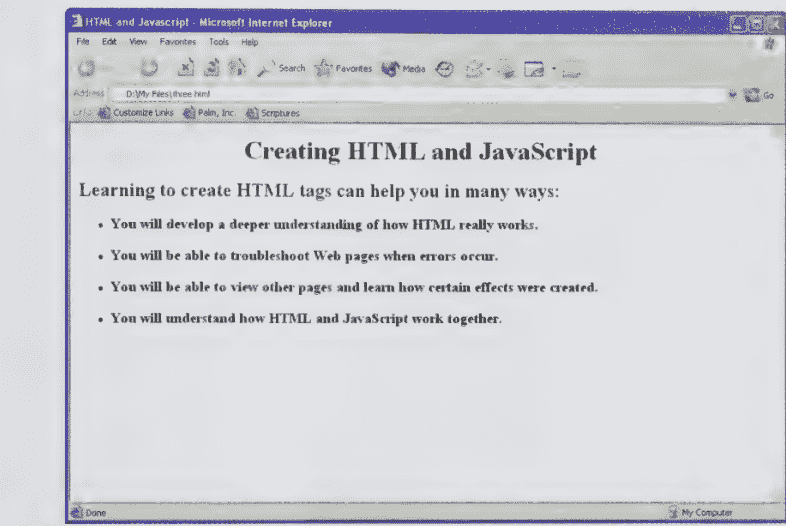 HTML and Javascript - Microsoft Internet Explorer
File Edit View Favorites Tools Help
Search Favorites Media
Address D:\My Files\three.html Go
Customize Links Palm, Inc. Scriptures
Creating HTML and JavaScript
Learning to create HTML tags can help you in many ways:
• You will develop a deeper understanding of how HTML really works.
• You will be able to troubleshoot Web pages when errors occur.
• You will be able to view other pages and learn how certain effects were created.
• You will understand how HTML and JavaScript work together.
Done My Computer